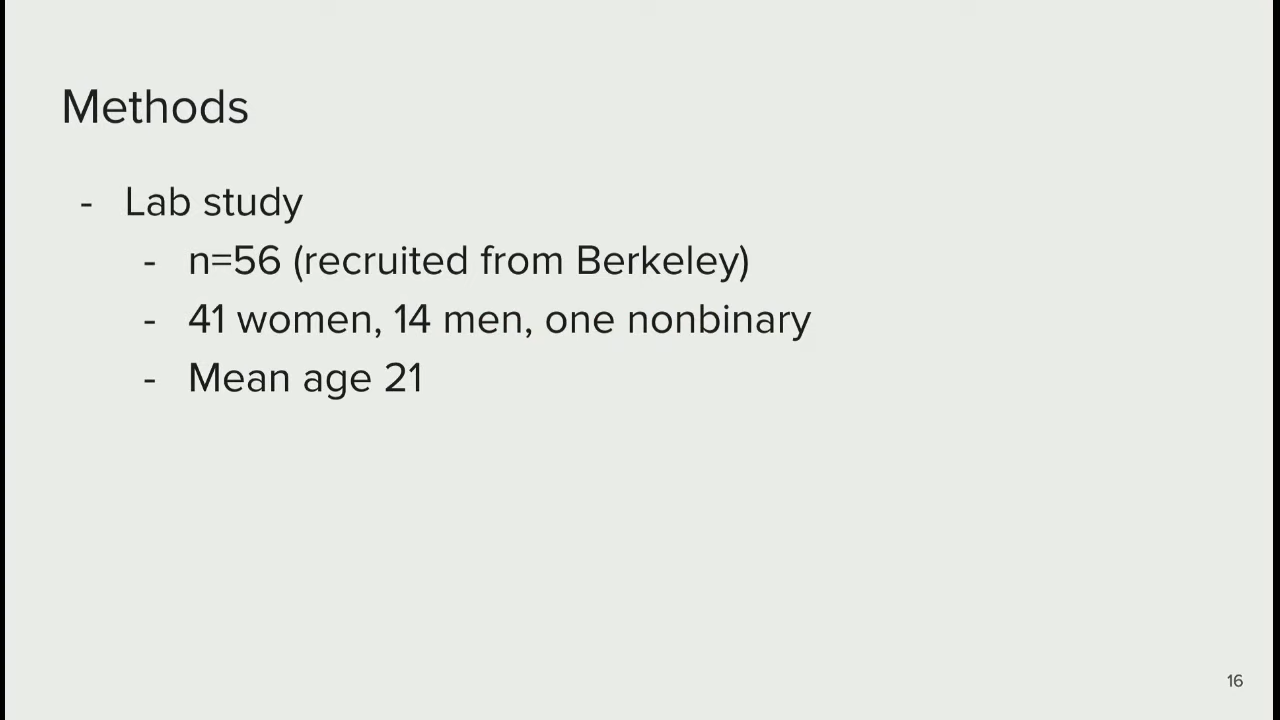 Methods
- Lab study
- n=56 (recruited from Berkeley)
- 41 women, 14 men, one nonbinary
- Mean age 21
16